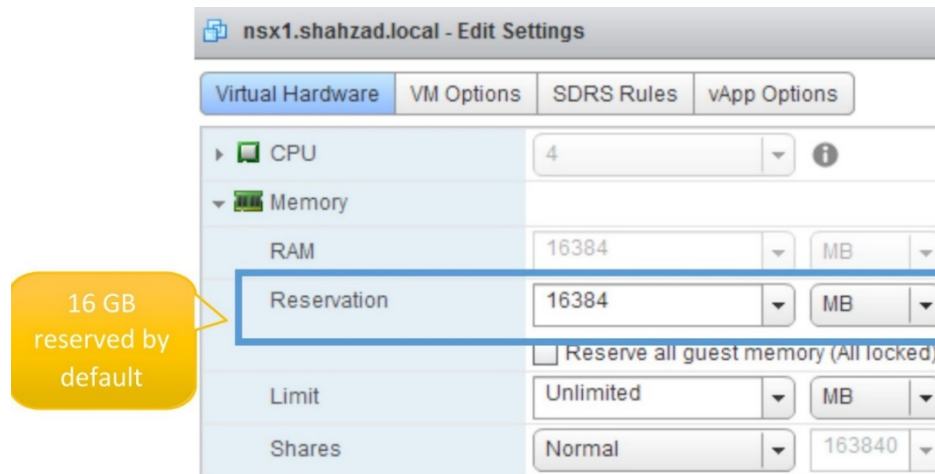 nsx1.shahzad.local - Edit Settings
Virtual Hardware VM Options SDRS Rules vApp Options
CPU 4
Memory
RAM 16384 MB
Reservation 16384 MB
16 GB
reserved by
default
Reserve all guest memory (All locked)
Limit Unlimited MB
Shares Normal 163840